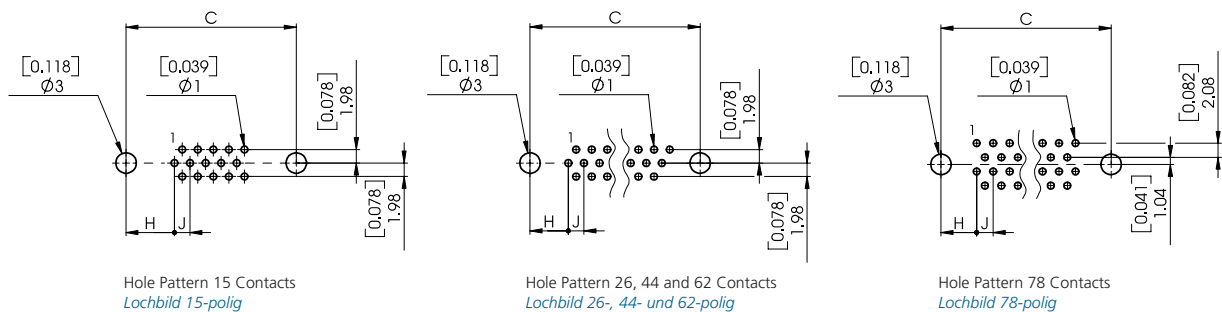 C
[0.118]
Ø3
[0.039]
Ø1
[0.078]
1.98
1
H
J
[0.078]
1.98
Hole Pattern 15 Contacts
Lochbild 15-polig
C
[0.118]
Ø3
[0.039]
Ø1
[0.078]
1.98
1
H
J
[0.078]
1.98
Hole Pattern 26, 44 and 62 Contacts
Lochbild 26-, 44- und 62-polig
C
[0.118]
Ø3
[0.039]
Ø1
[0.082]
2.08
1
H
J
[0.041]
1.04
Hole Pattern 78 Contacts
Lochbild 78-polig